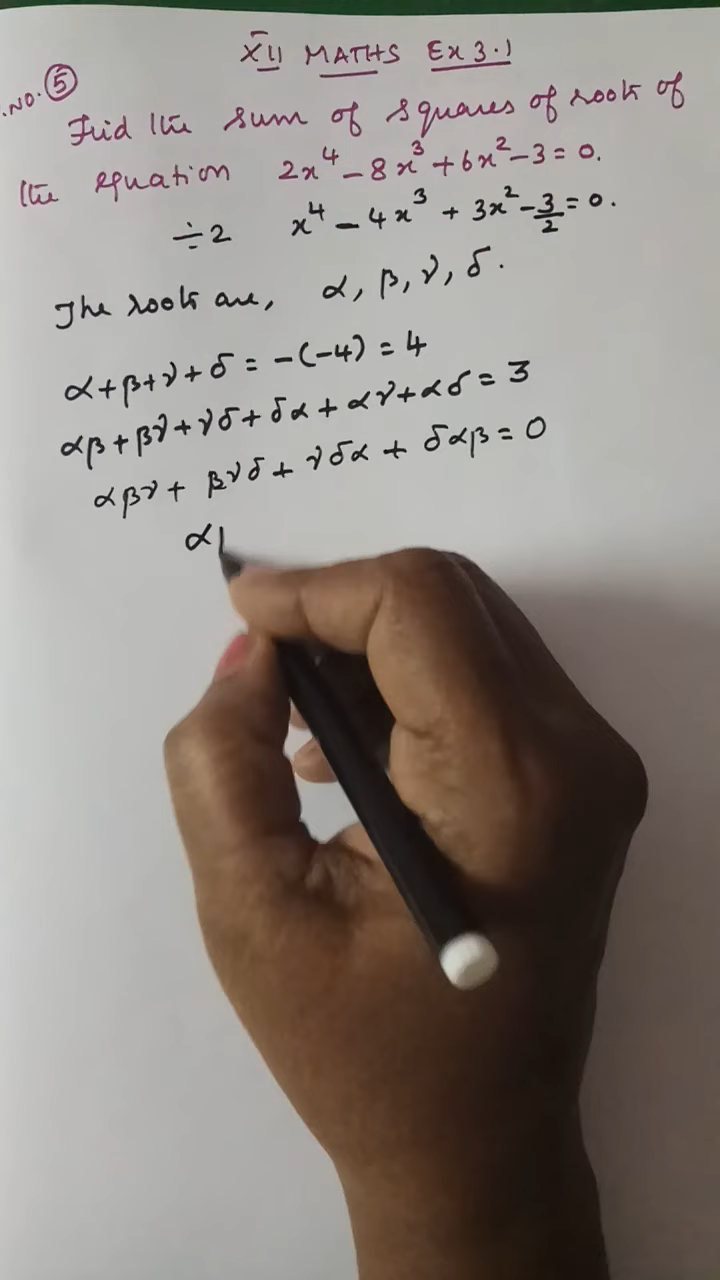 XII MATHS Ex 3.1
.NO. ⑤
Find the sum of squares of roots of
the equation 2x⁴ - 8x³ + 6x² - 3 = 0.
÷2 x⁴ - 4x³ + 3x² - 3/2 = 0.
The roots are, α, β, γ, δ.
α+β+γ+δ = -(-4) = 4
αβ + βγ + γδ + δα + αγ + αδ = 3
αβγ + βγδ + γδα + δαβ = 0
α